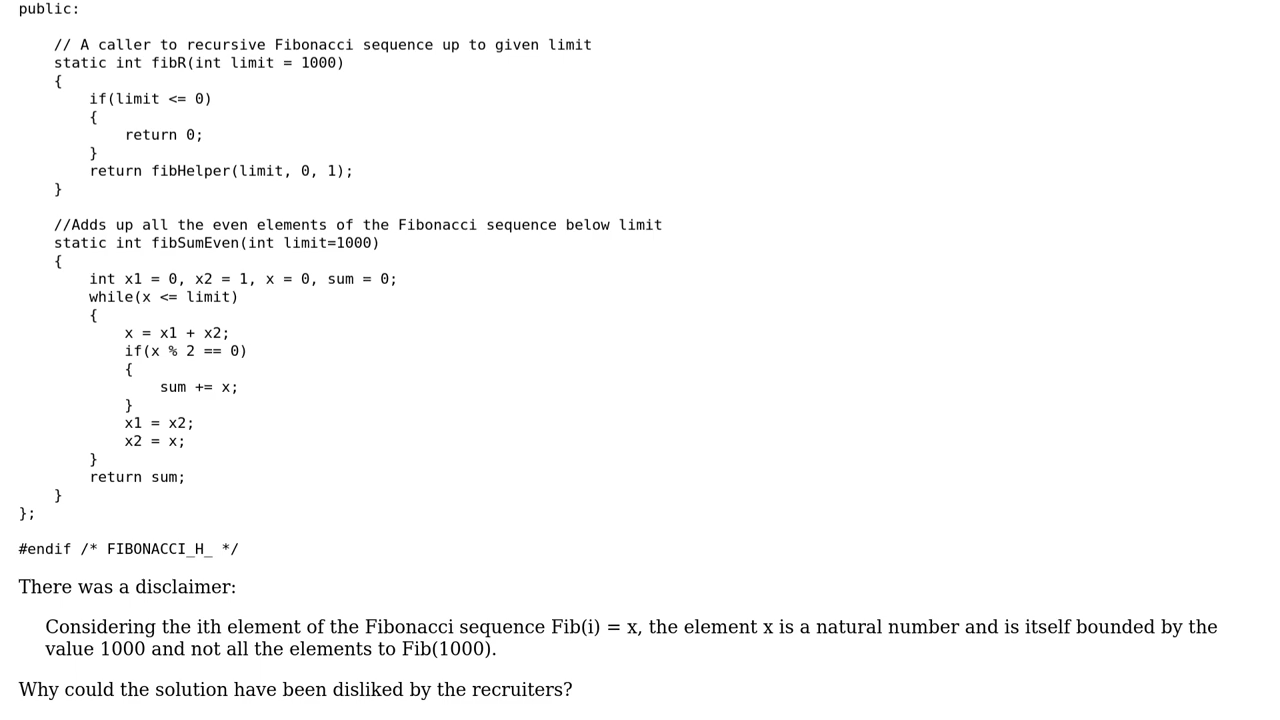 public:
// A caller to recursive Fibonacci sequence up to given limit
static int fibR(int limit = 1000)
{
if(limit <= 0)
{
return 0;
}
return fibHelper(limit, 0, 1);
}
//Adds up all the even elements of the Fibonacci sequence below limit
static int fibSumEven(int limit=1000)
{
int x1 = 0, x2 = 1, x = 0, sum = 0;
while(x <= limit)
{
x = x1 + x2;
if(x % 2 == 0)
{
sum += x;
}
x1 = x2;
x2 = x;
}
return sum;
}
};
#endif /* FIBONACCI_H_ */
There was a disclaimer:
Considering the ith element of the Fibonacci sequence Fib(i) = x, the element x is a natural number and is itself bounded by the
value 1000 and not all the elements to Fib(1000).
Why could the solution have been disliked by the recruiters?